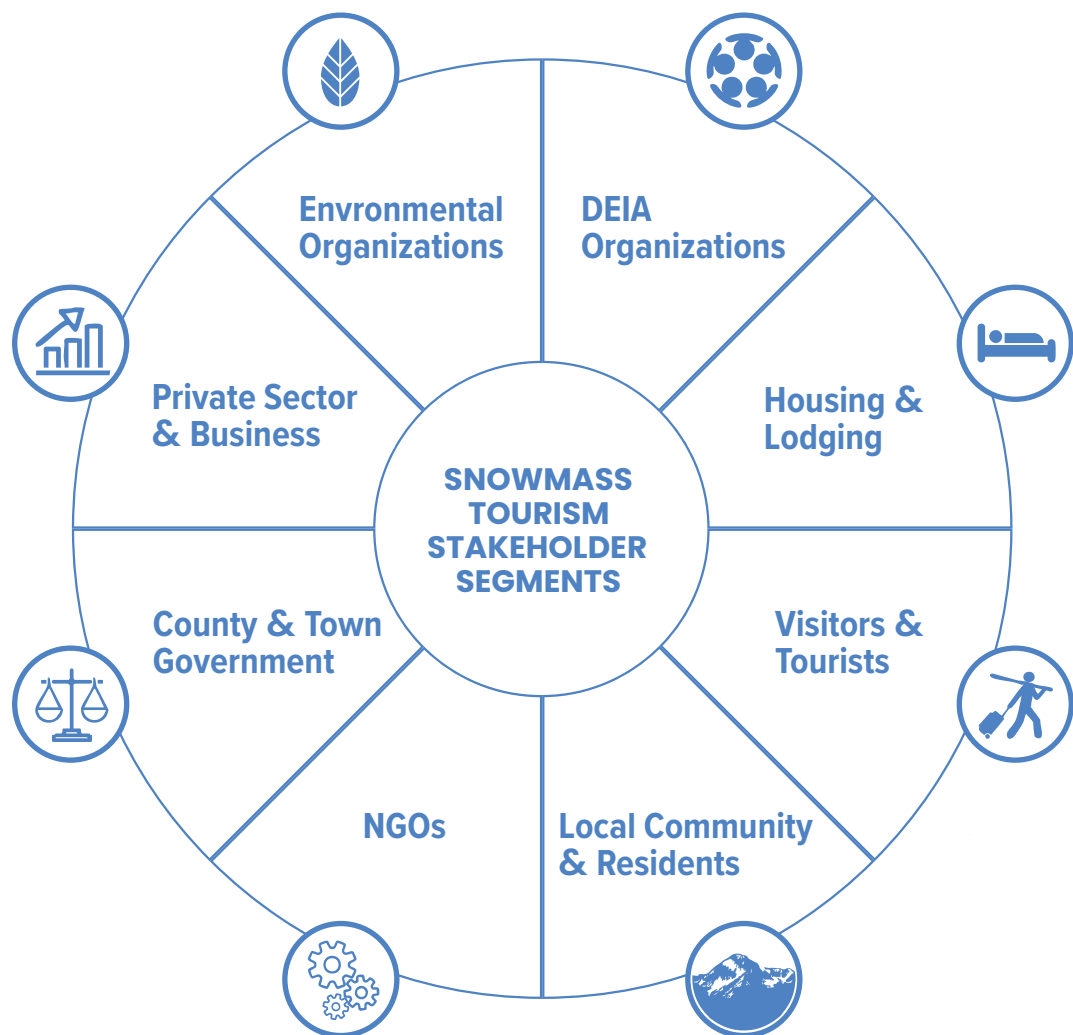 Envronmental
Organizations
DEIA
Organizations
Private Sector
& Business
Housing &
Lodging
SNOWMASS
TOURISM
STAKEHOLDER
SEGMENTS
County & Town
Government
Visitors &
Tourists
NGOs
Local Community
& Residents